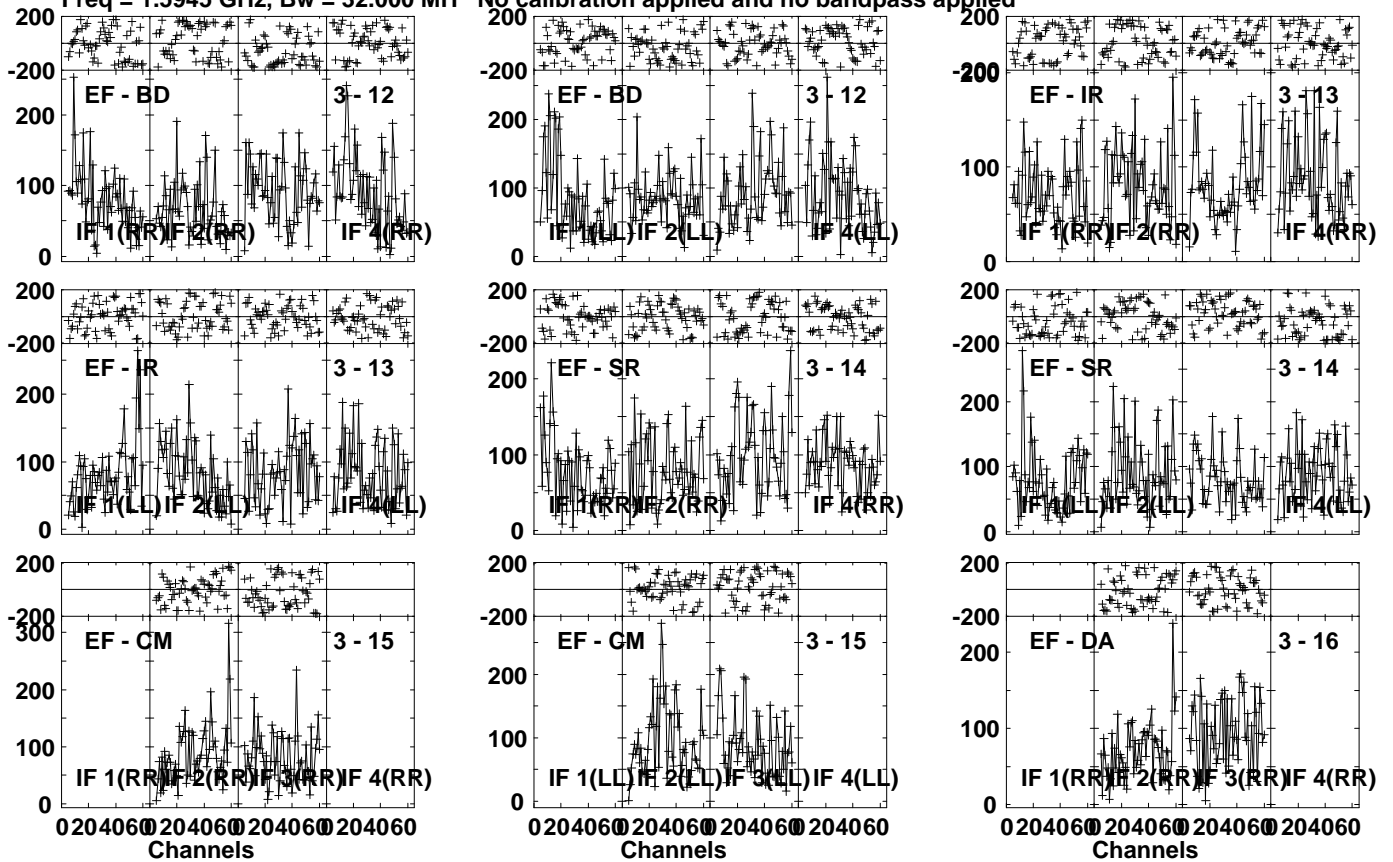 Freq = 1.5945 GHz, Bw = 32.000 MH No calibration applied and no bandpass applied
200
-200
EF - BD 3 - 12
200
100
0
IF 1(RR) IF 2(RR) IF 4(RR)
200
-200
EF - BD 3 - 12
200
100
0
IF 1(LL) IF 2(LL) IF 4(LL)
200
-200
200
EF - IR 3 - 13
100
0
IF 1(RR) IF 2(RR) IF 4(RR)
200
-200
EF - IR 3 - 13
200
100
0
IF 1(LL) IF 2(LL) IF 4(LL)
200
-200
EF - SR 3 - 14
200
100
0
IF 1(RR) IF 2(RR) IF 4(RR)
200
-200
EF - SR 3 - 14
200
100
0
IF 1(LL) IF 2(LL) IF 4(LL)
200
-200
300
EF - CM 3 - 15
200
100
0
IF 1(RR) IF 2(RR) IF 3(RR) IF 4(RR)
0 20 40 60 0 20 40 60 0 20 40 60 0 20 40 60
Channels
200
-200
EF - CM 3 - 15
200
100
0
IF 1(LL) IF 2(LL) IF 3(LL) IF 4(LL)
0 20 40 60 0 20 40 60 0 20 40 60 0 20 40 60
Channels
200
-200
EF - DA 3 - 16
200
100
0
IF 1(RR) IF 2(RR) IF 3(RR) IF 4(RR)
0 20 40 60 0 20 40 60 0 20 40 60 0 20 40 60
Channels